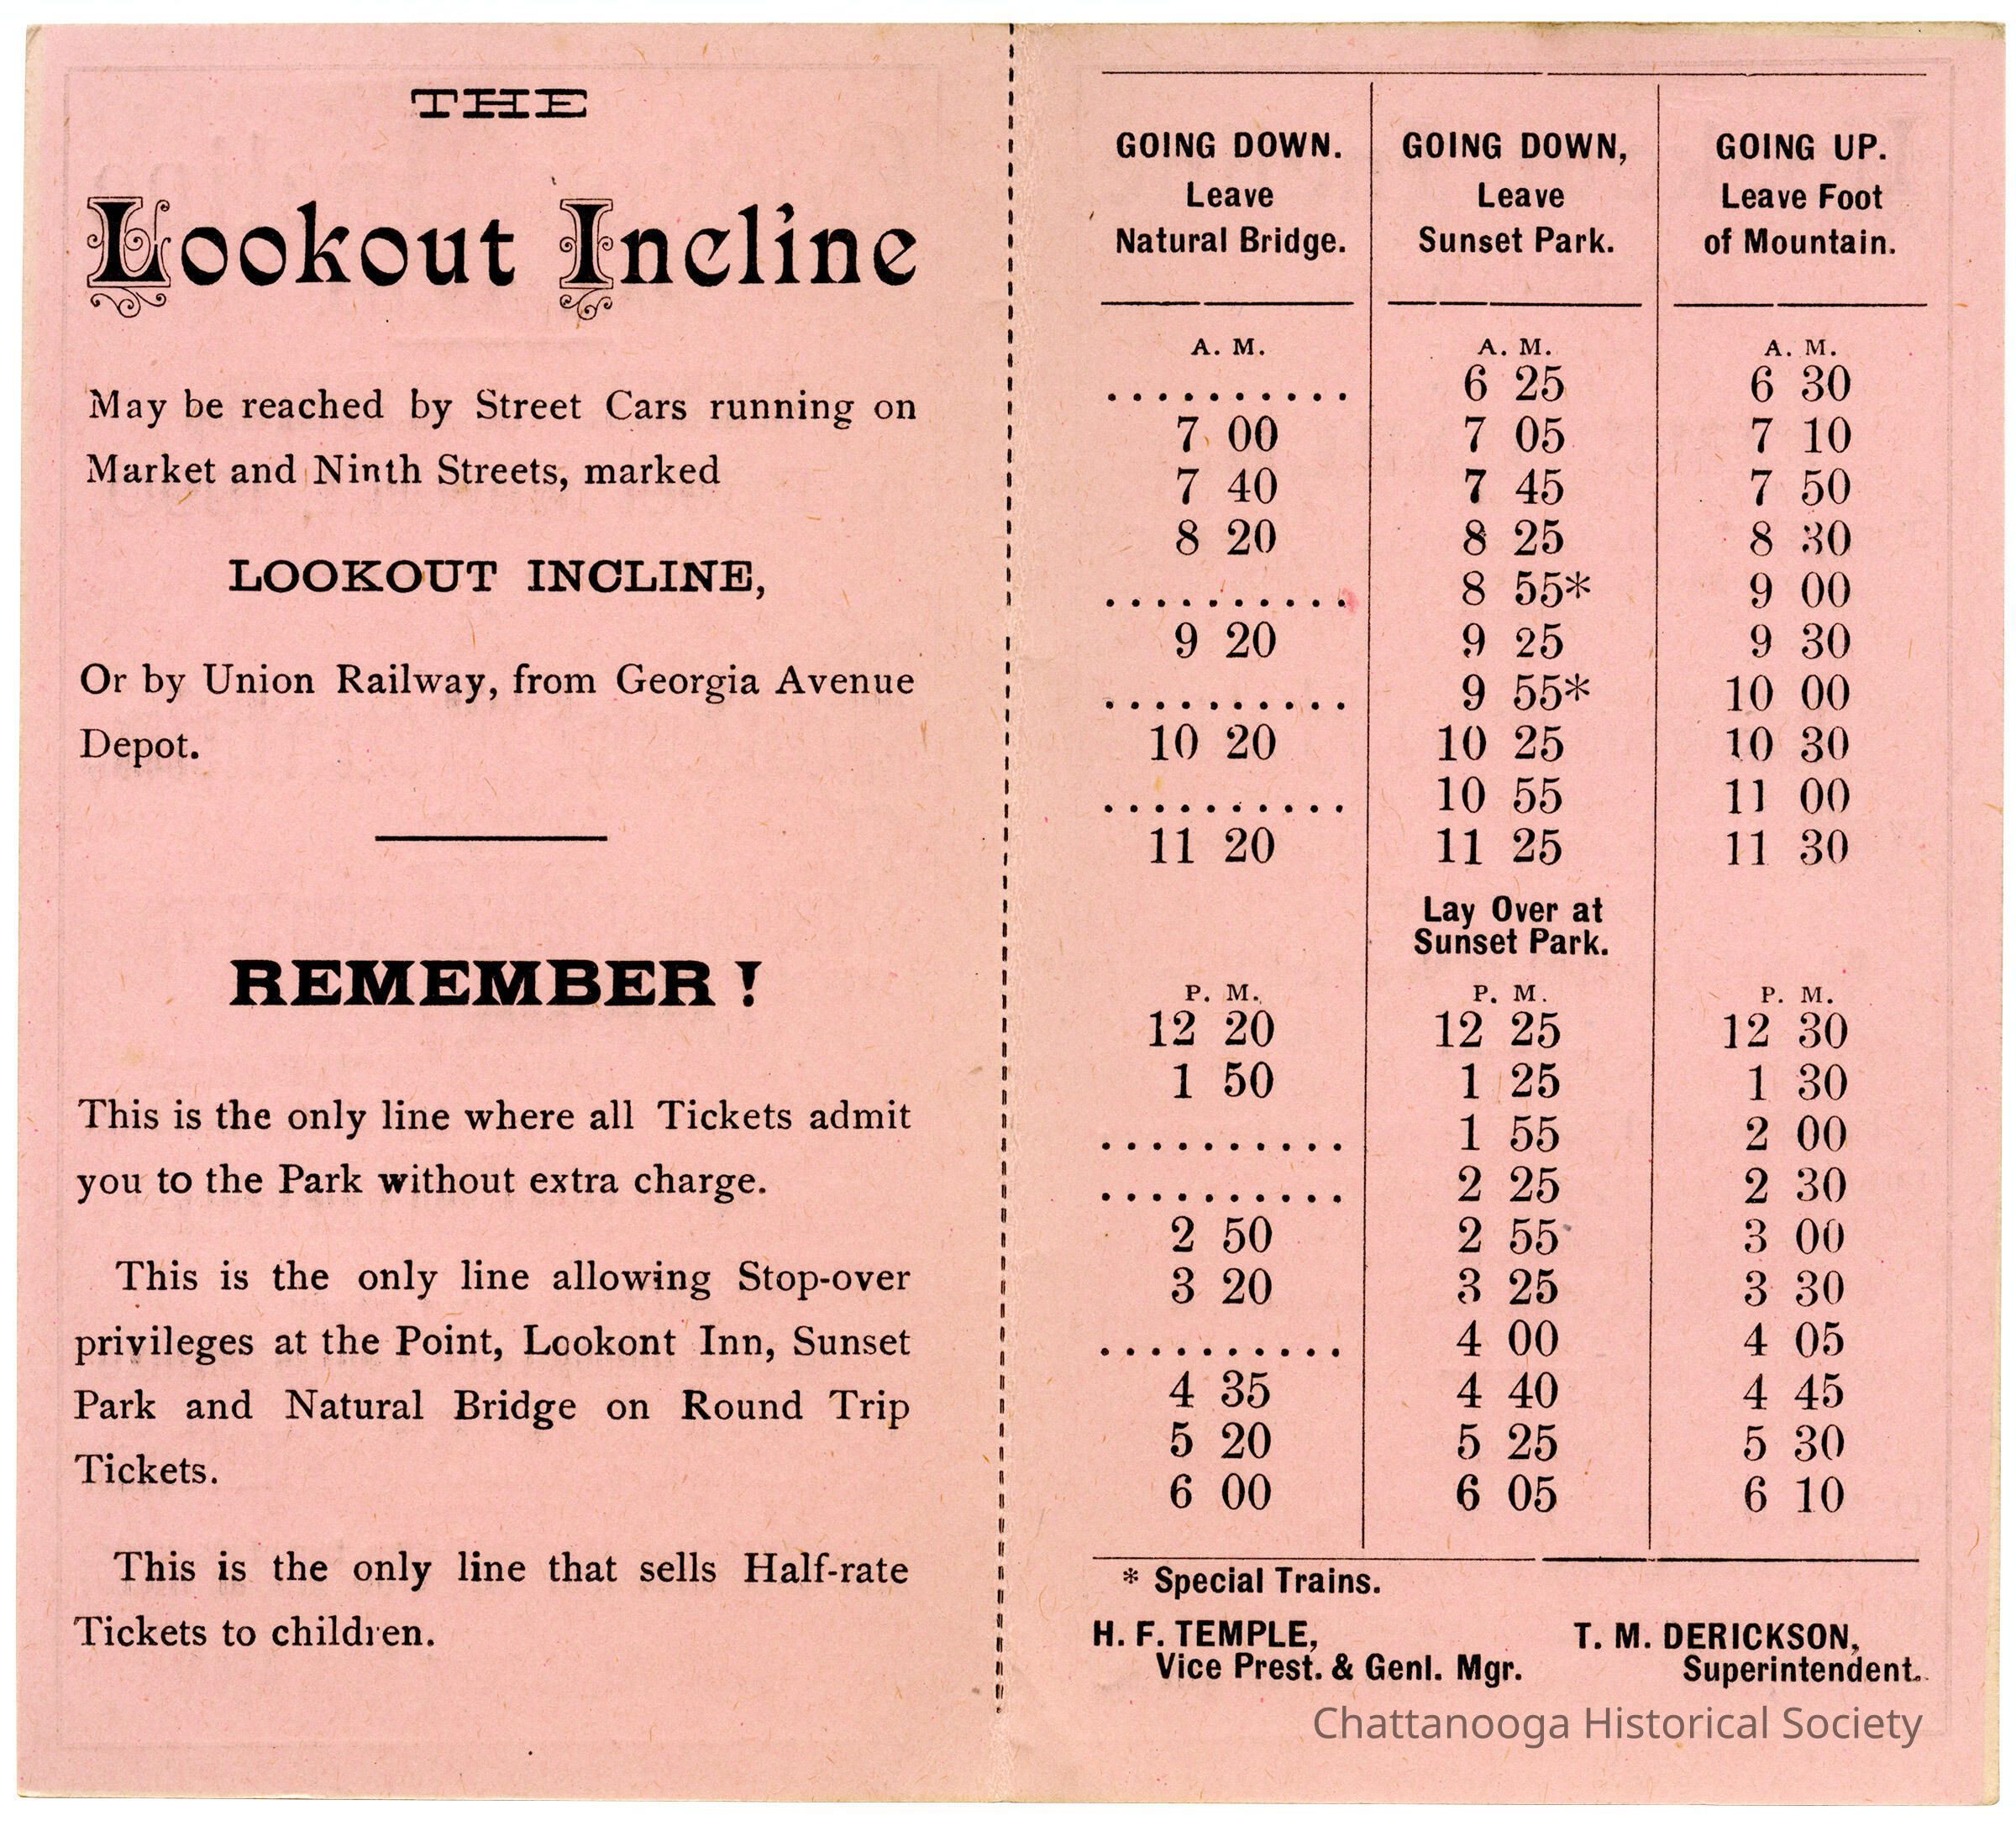 THE
Lookout Incline
May be reached by Street Cars running on
Market and Ninth Streets, marked
LOOKOUT INCLINE,
Or by Union Railway, from Georgia Avenue
Depot.
REMEMBER!
This is the only line where all Tickets admit
you to the Park without extra charge.
This is the only line allowing Stop-over
privileges at the Point, Lookont Inn, Sunset
Park and Natural Bridge on Round Trip
Tickets.
This is the only line that sells Half-rate
Tickets to children.
GOING DOWN. GOING DOWN, GOING UP.
Leave Leave Leave Foot
Natural Bridge. Sunset Park. of Mountain.
A. M. A. M. A. M.
.......... 6 25 6 30
7 00 7 05 7 10
7 40 7 45 7 50
8 20 8 25 8 30
.......... 8 55* 9 00
9 20 9 25 9 30
.......... 9 55* 10 00
10 20 10 25 10 30
.......... 10 55 11 00
11 20 11 25 11 30
Lay Over at
Sunset Park.
P. M. P. M. P. M.
12 20 12 25 12 30
1 50 1 25 1 30
.......... 1 55 2 00
.......... 2 25 2 30
2 50 2 55 3 00
3 20 3 25 3 30
.......... 4 00 4 05
4 35 4 40 4 45
5 20 5 25 5 30
6 00 6 05 6 10
* Special Trains.
H. F. TEMPLE, T. M. DERICKSON,
Vice Prest. & Genl. Mgr. Superintendent.
Chattanooga Historical Society